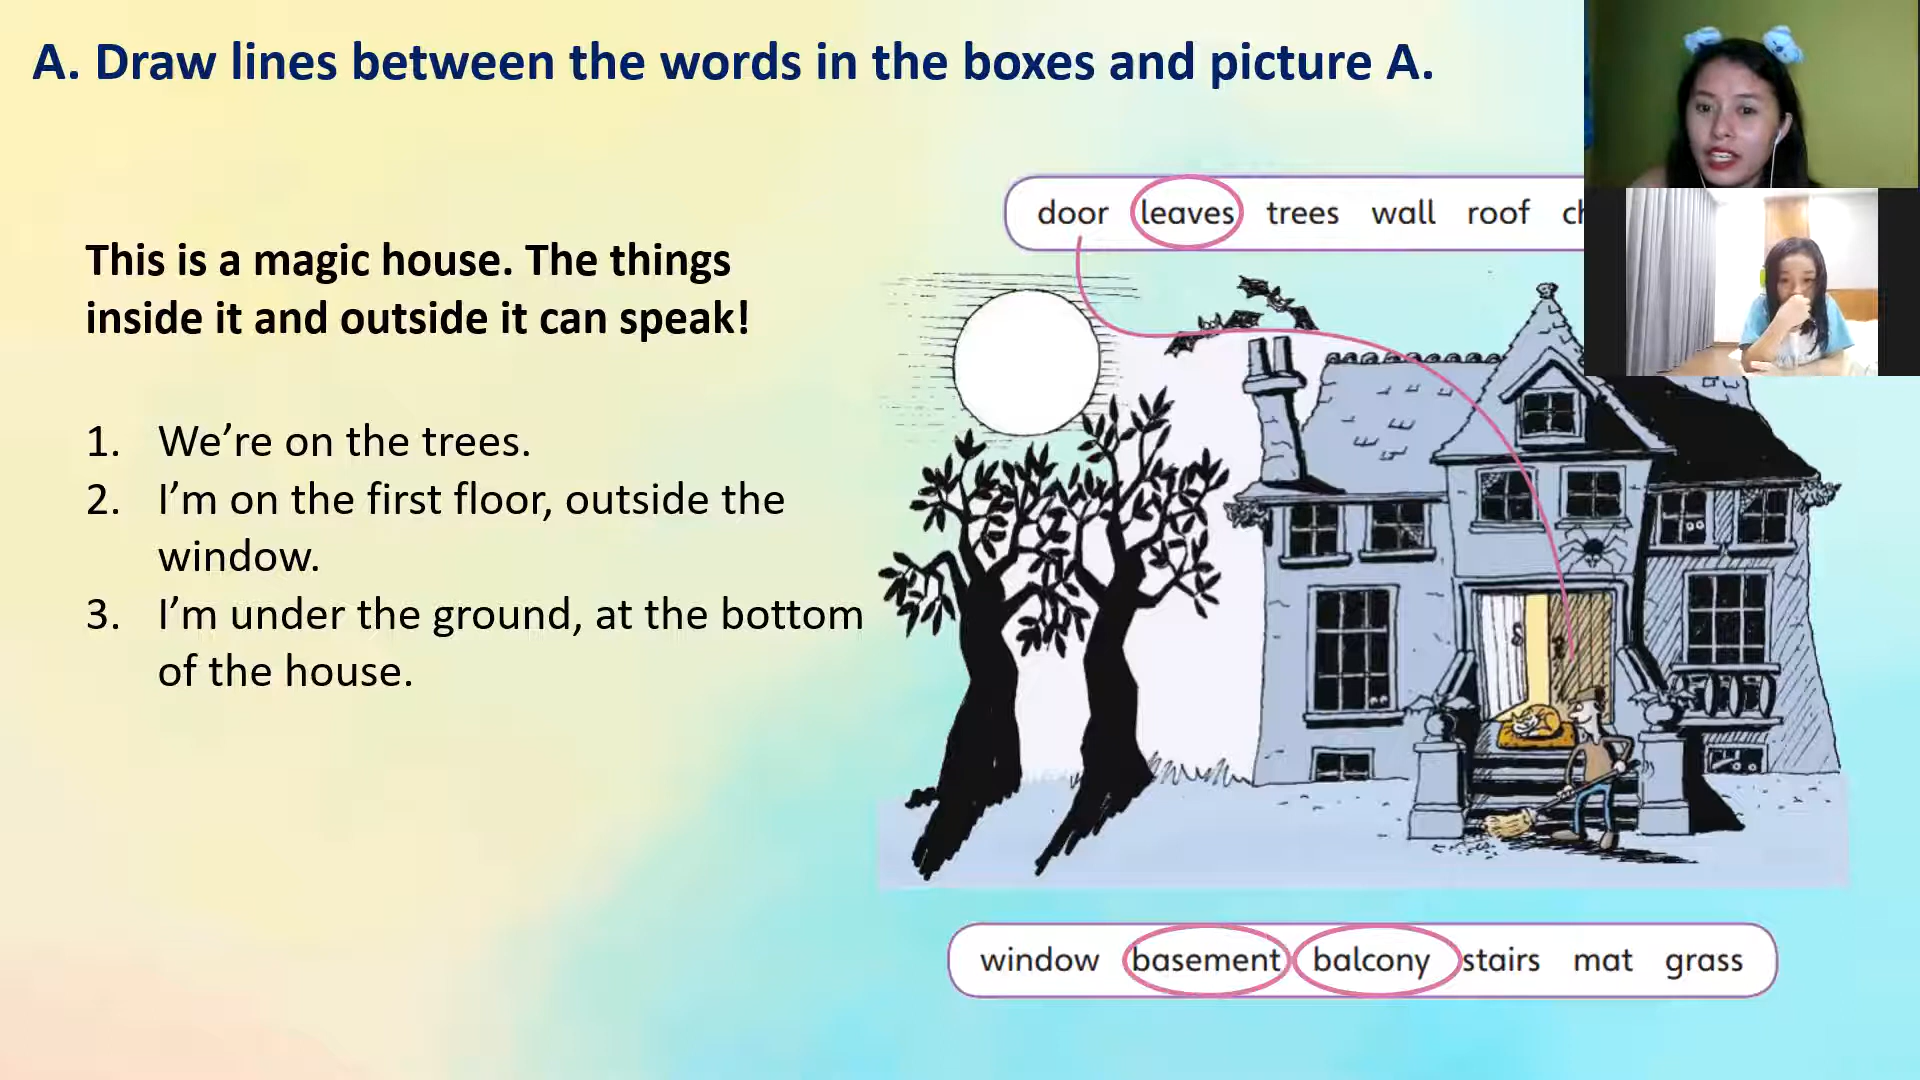 A. Draw lines between the words in the boxes and picture A.
door leaves trees wall roof
This is a magic house. The things
inside it and outside it can speak!
1. We’re on the trees.
2. I’m on the first floor, outside the
window.
3. I’m under the ground, at the bottom
of the house.
window basement balcony stairs mat grass